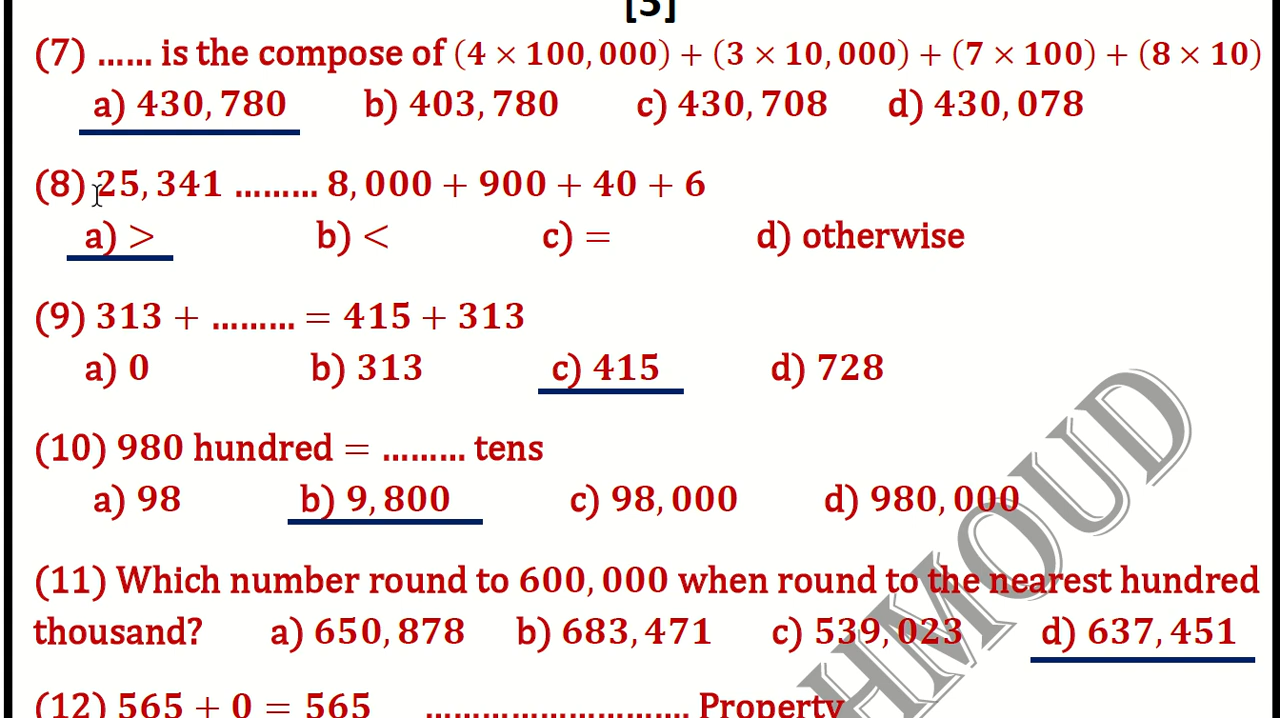 [3]
(7) ...... is the compose of (4 × 100,000) + (3 × 10,000) + (7 × 100) + (8 × 10)
a) 430,780 b) 403,780 c) 430,708 d) 430,078
(8) 25,341 ......... 8,000 + 900 + 40 + 6
a) > b) < c) = d) otherwise
(9) 313 + ......... = 415 + 313
a) 0 b) 313 c) 415 d) 728
(10) 980 hundred = ......... tens
a) 98 b) 9,800 c) 98,000 d) 980,000
(11) Which number round to 600,000 when round to the nearest hundred
thousand? a) 650,878 b) 683,471 c) 539,023 d) 637,451
(12) 565 + 0 = 565 ........................... Property
HMOUD